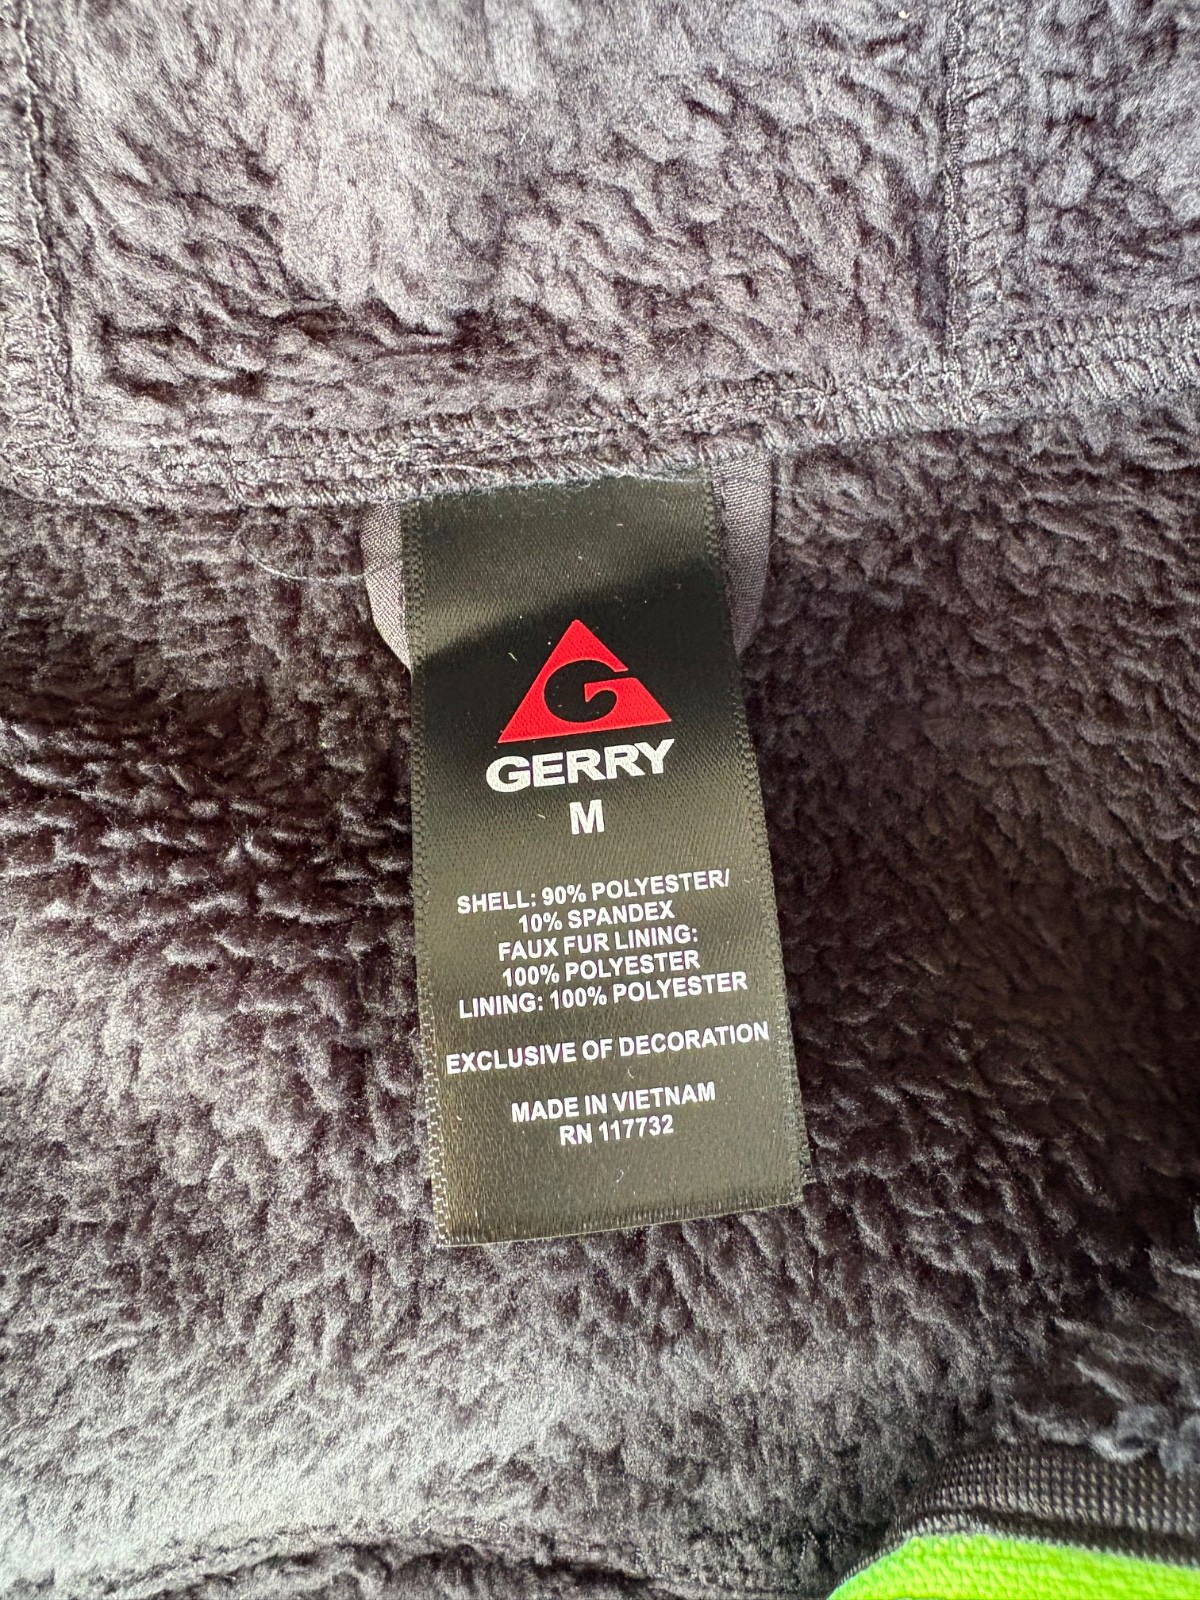 G
GERRY
M
SHELL: 90% POLYESTER/
10% SPANDEX
FAUX FUR LINING:
100% POLYESTER
LINING: 100% POLYESTER
EXCLUSIVE OF DECORATION
MADE IN VIETNAM
RN 117732